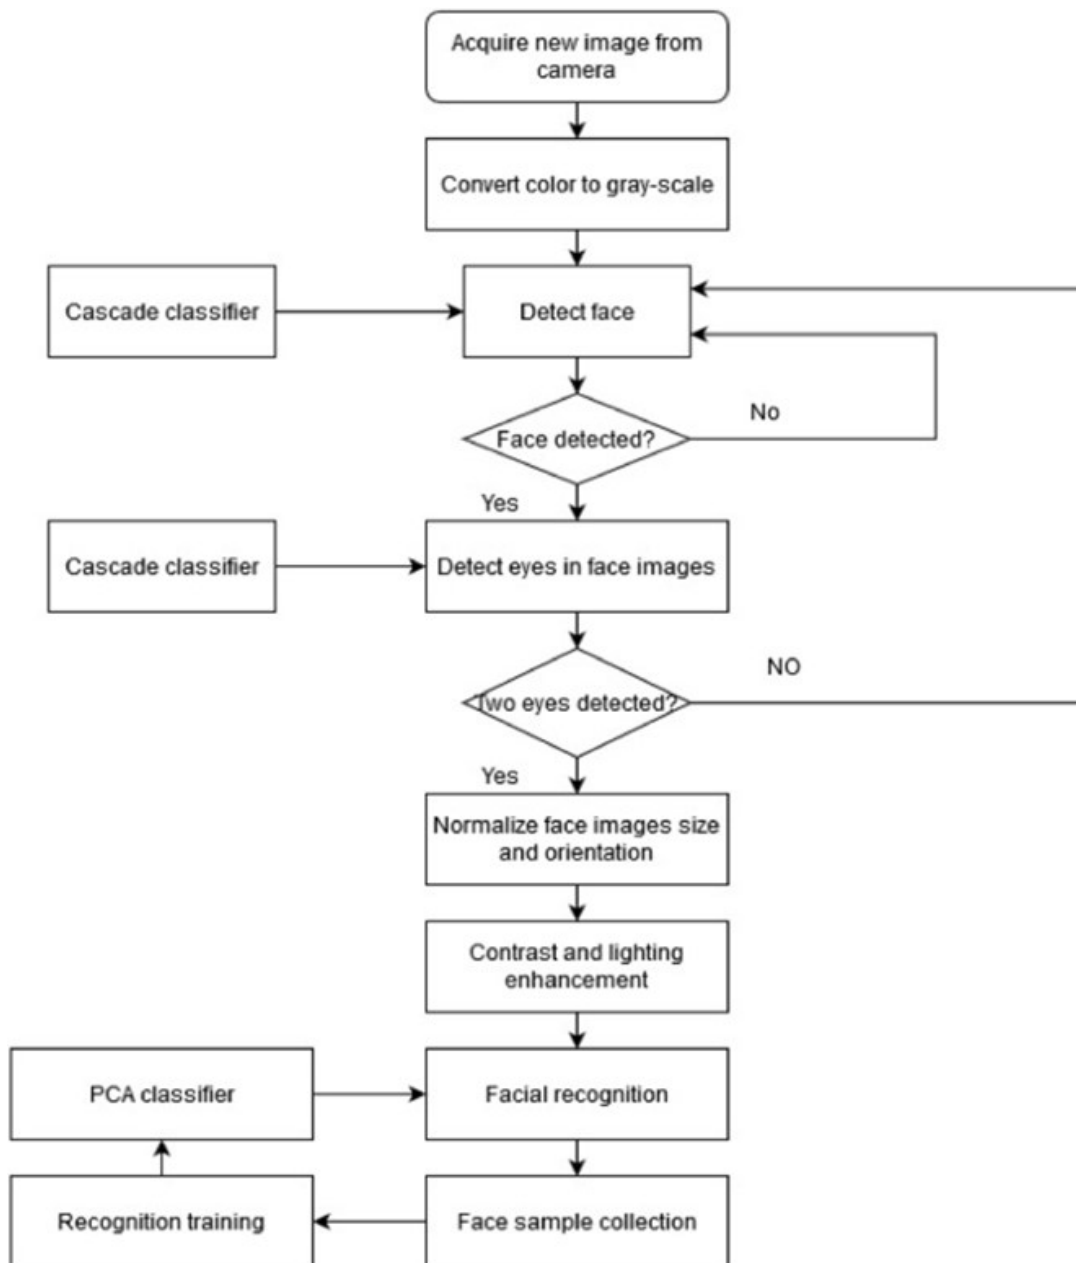 Acquire new image from
camera
Convert color to gray-scale
Cascade classifier
Detect face
No
Face detected?
Yes
Cascade classifier
Detect eyes in face images
NO
Two eyes detected?
Yes
Normalize face images size
and orientation
Contrast and lighting
enhancement
PCA classifier
Facial recognition
Recognition training
Face sample collection